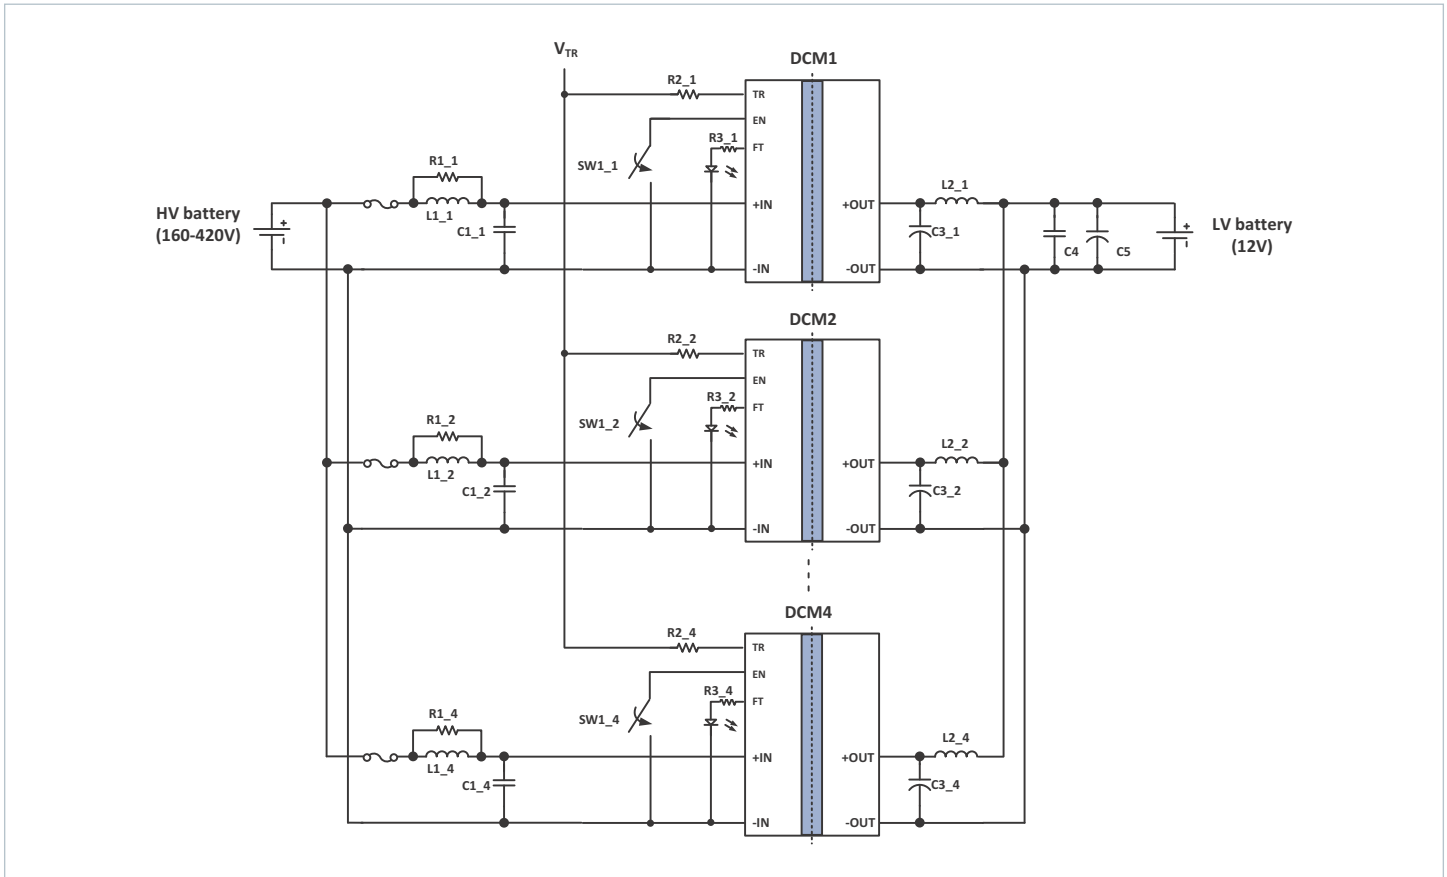 V_TR
DCM1
R2_1
TR
EN
R3_1
FT
SW1_1
R1_1
L1_1
C1_1
HV battery
(160-420V)
+
+IN
-IN
+OUT
-OUT
L2_1
C3_1
C4
C5
+
LV battery
(12V)
DCM2
R2_2
TR
EN
R3_2
FT
SW1_2
R1_2
L1_2
C1_2
+IN
-IN
+OUT
-OUT
L2_2
C3_2
DCM4
R2_4
TR
EN
R3_4
FT
SW1_4
R1_4
L1_4
C1_4
+IN
-IN
+OUT
-OUT
L2_4
C3_4